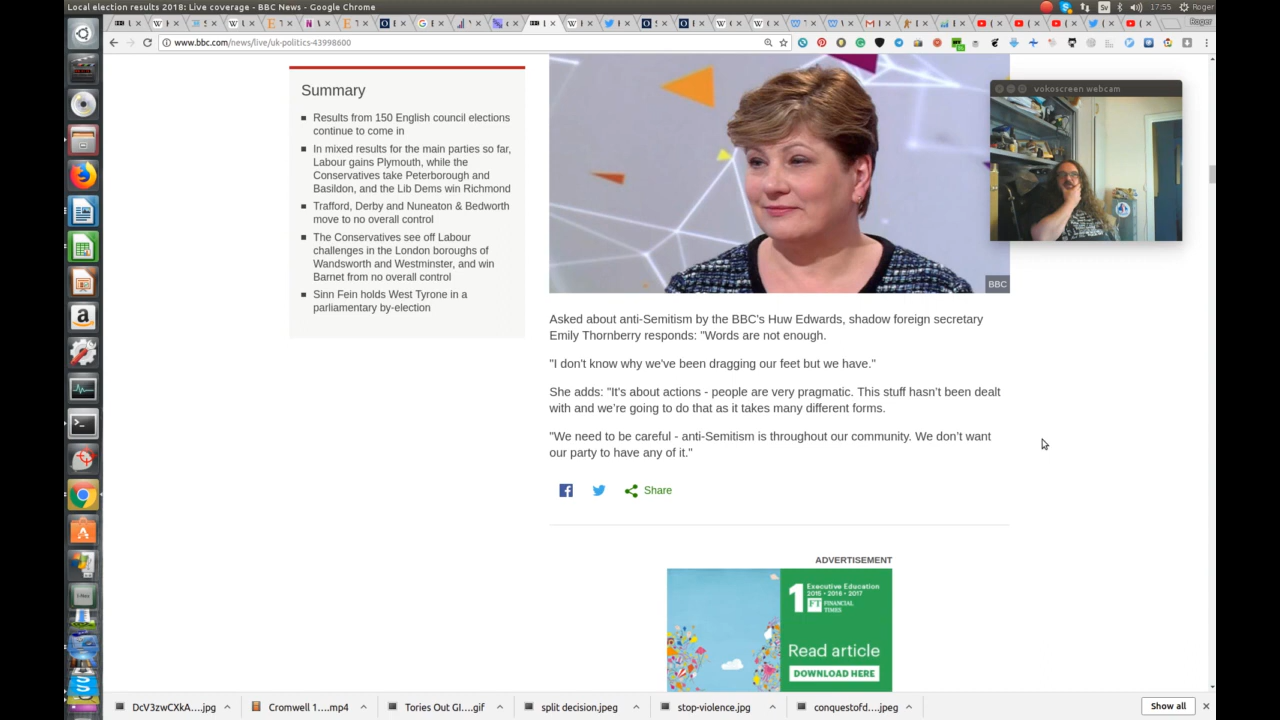 Local election results 2018: Live coverage - BBC News - Google Chrome
Sv
17:55
Roger
Roger
www.bbc.com/news/live/uk-politics-43998600
vokoscreen webcam
Summary
Results from 150 English council elections
continue to come in
In mixed results for the main parties so far,
Labour gains Plymouth, while the
Conservatives take Peterborough and
Basildon, and the Lib Dems win Richmond
Trafford, Derby and Nuneaton & Bedworth
move to no overall control
The Conservatives see off Labour
challenges in the London boroughs of
Wandsworth and Westminster, and win
Barnet from no overall control
Sinn Fein holds West Tyrone in a
parliamentary by-election
BBC
Asked about anti-Semitism by the BBC's Huw Edwards, shadow foreign secretary
Emily Thornberry responds: "Words are not enough.
"I don't know why we've been dragging our feet but we have."
She adds: "It's about actions - people are very pragmatic. This stuff hasn't been dealt
with and we're going to do that as it takes many different forms.
"We need to be careful - anti-Semitism is throughout our community. We don't want
our party to have any of it."
Share
ADVERTISEMENT
1 Executive Education
2015 • 2016 • 2017
FT FINANCIAL
TIMES
Read article
DOWNLOAD HERE
DcV3zwCXkA....jpg
Cromwell 1....mp4
Tories Out GI....gif
split decision.jpeg
stop-violence.jpg
conquestofd....jpeg
Show all